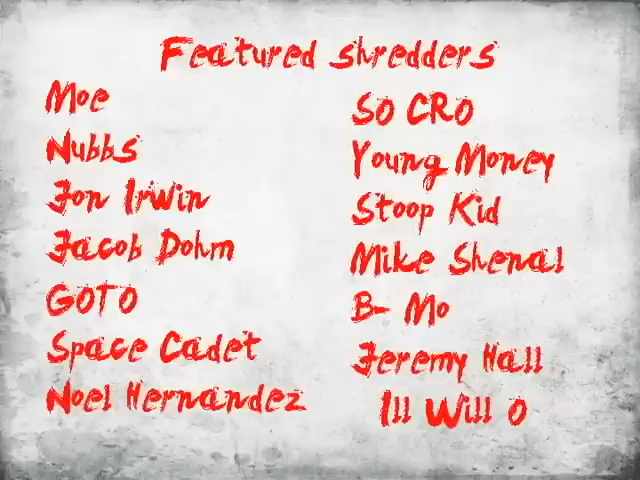 Featured shredders
Moe
Nubbs
Jon Irwin
Jacob Dohm
GOTO
Space Cadet
Noel Hernandez
SO CRO
Young Money
Stoop Kid
Mike Shenal
B- Mo
Jeremy Hall
Ill Will O